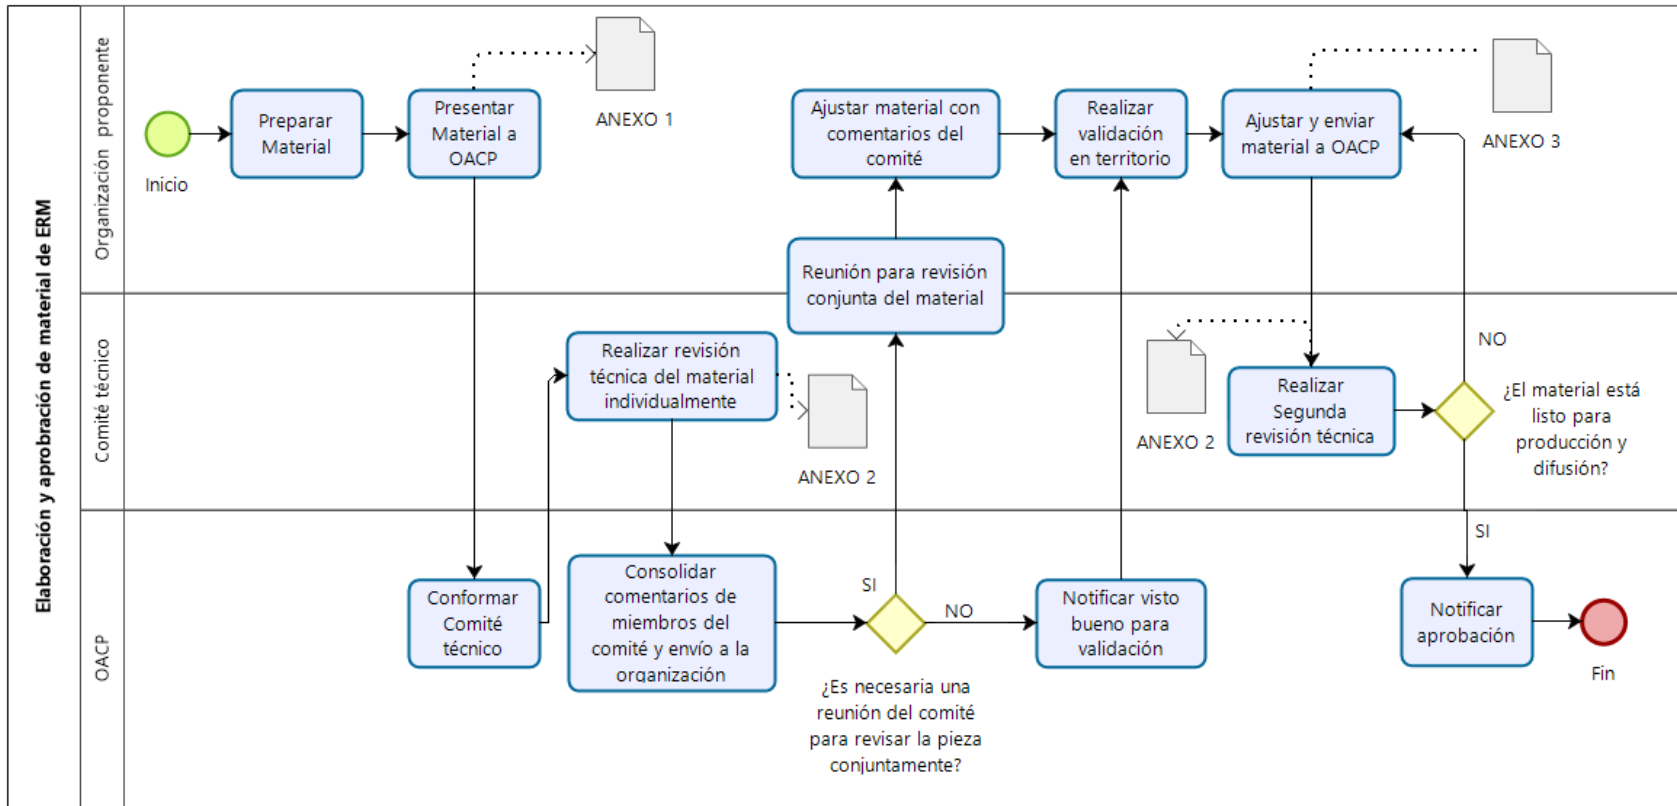 Elaboración y aprobración de material de ERM
Organización proponente
Inicio
Preparar
Material
Presentar
Material a
OACP
ANEXO 1
Ajustar material con
comentarios del
comité
Realizar
validación
en territorio
Ajustar y enviar
material a OACP
ANEXO 3
Reunión para revisión
conjunta del material
Comité técnico
Realizar revisión
técnica del material
individualmente
ANEXO 2
ANEXO 2
Realizar
Segunda
revisión técnica
NO
¿El material está
listo para
producción y
difusión?
OACP
Conformar
Comité
técnico
Consolidar
comentarios de
miembros del
comité y envío a la
organización
SI
NO
¿Es necesaria una
reunión del comité
para revisar la pieza
conjuntamente?
Notificar visto
bueno para
validación
SI
Notificar
aprobación
Fin